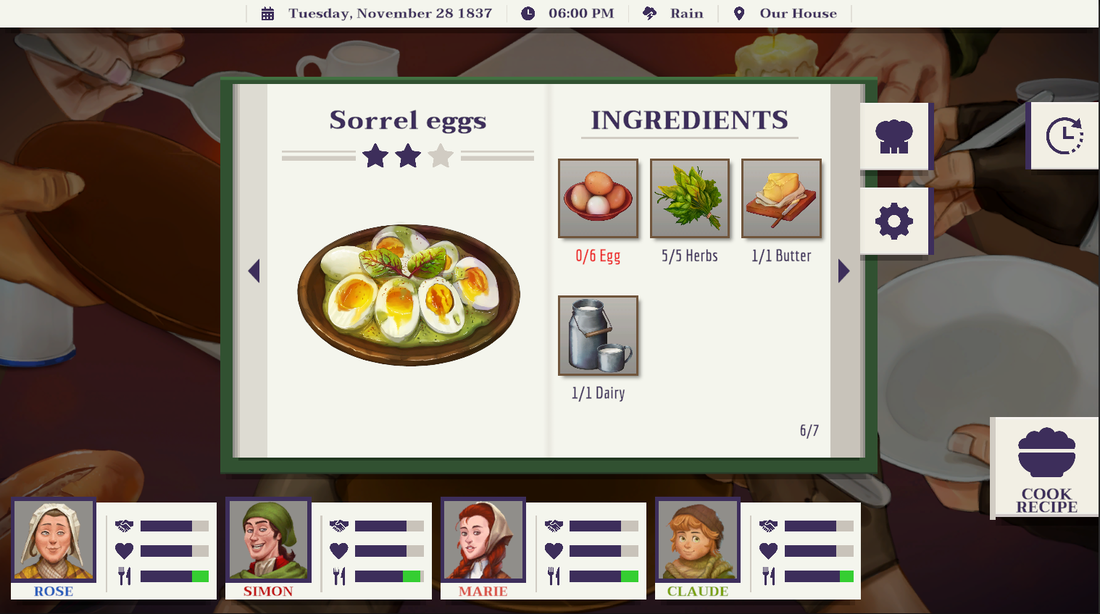 Tuesday, November 28 1837 06:00 PM Rain Our House
Sorrel eggs
INGREDIENTS
0/6 Egg 5/5 Herbs 1/1 Butter
1/1 Dairy
6/7
COOK
RECIPE
ROSE SIMON MARIE CLAUDE